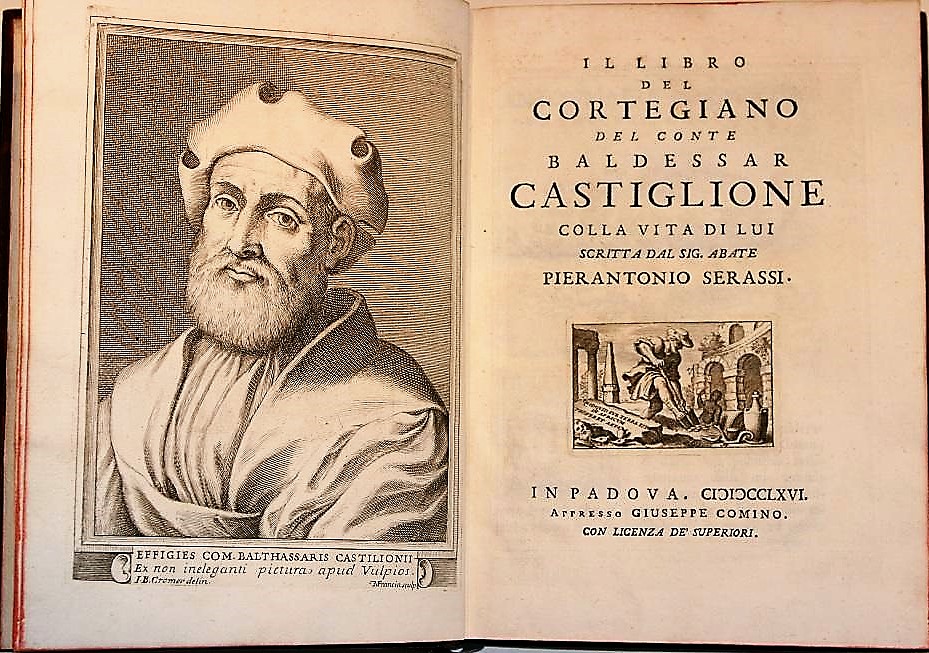 EFFIGIES COM. BALTHASSARIS CASTILIONII
Ex non ineleganti pictura apud Vulpios.
I.B. Cromer delin.
IL LIBRO
DEL
CORTEGIANO
DEL CONTE
BALDESSAR
CASTIGLIONE
COLLA VITA DI LUI
SCRITTA DAL SIG. ABATE
PIERANTONIO SERASSI.
IN PADOVA. CIↃIↃCCLXVI.
APPRESSO GIUSEPPE COMINO.
CON LICENZA DE' SUPERIORI.